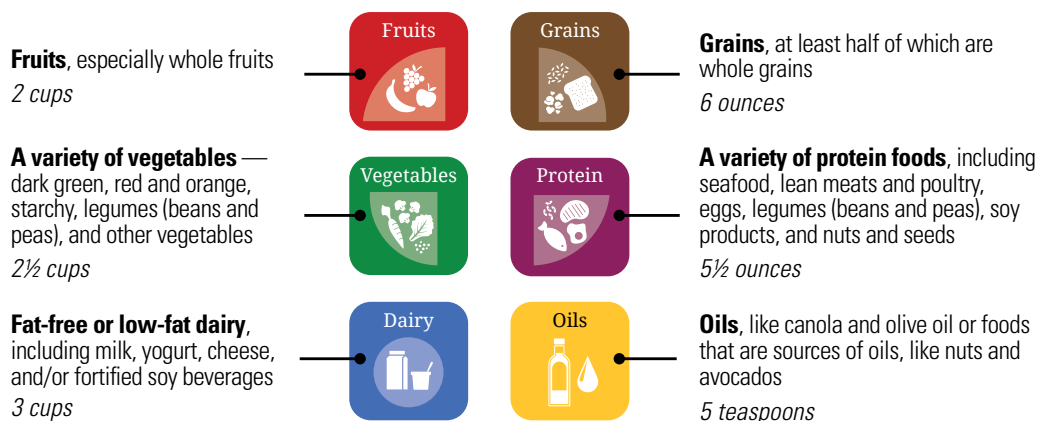 Fruits, especially whole fruits
2 cups
Fruits
Grains
Grains, at least half of which are
whole grains
6 ounces
A variety of vegetables —
dark green, red and orange,
starchy, legumes (beans and
peas), and other vegetables
2½ cups
Vegetables
Protein
A variety of protein foods, including
seafood, lean meats and poultry,
eggs, legumes (beans and peas), soy
products, and nuts and seeds
5½ ounces
Fat-free or low-fat dairy,
including milk, yogurt, cheese,
and/or fortified soy beverages
3 cups
Dairy
Oils
Oils, like canola and olive oil or foods
that are sources of oils, like nuts and
avocados
5 teaspoons